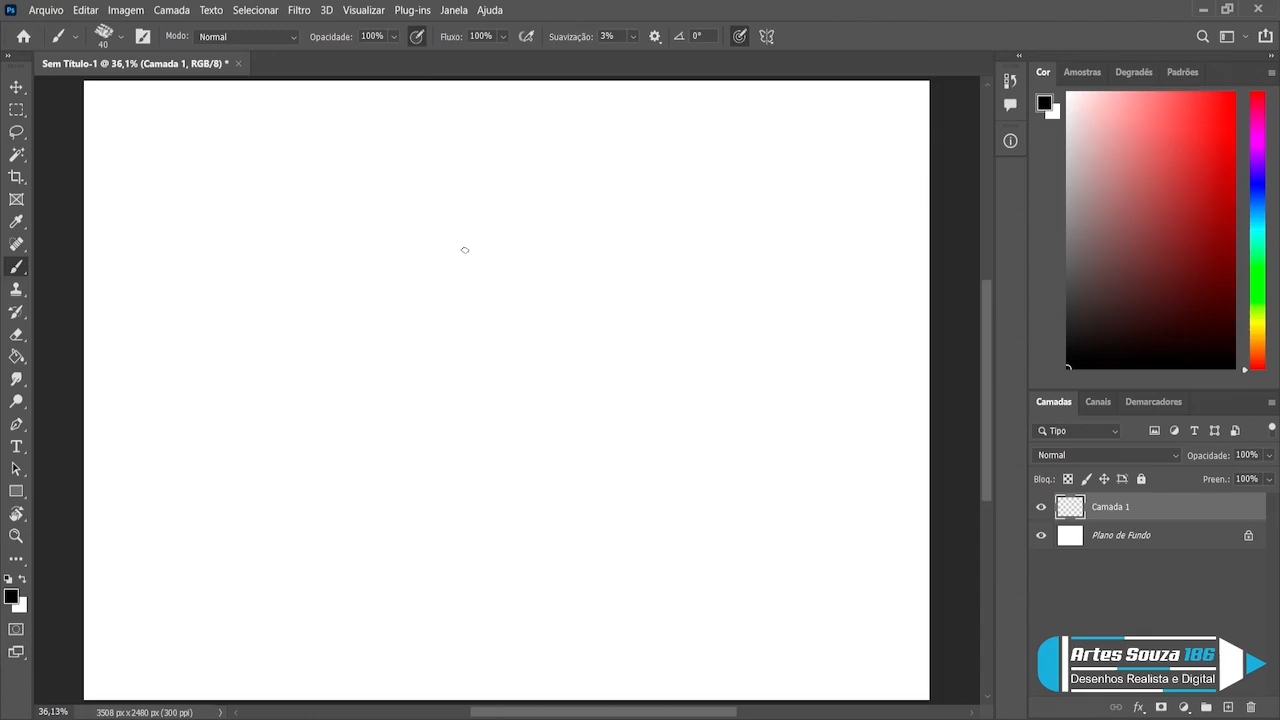 Ps Arquivo Editar Imagem Camada Texto Selecionar Filtro 3D Visualizar Plug-ins Janela Ajuda
40 Modo: Normal Opacidade: 100% Fluxo: 100% Suavização: 3% 0°
Sem Título-1 @ 36,1% (Camada 1, RGB/8) *
Cor Amostras Degradês Padrões
Camadas Canais Demarcadores
Tipo
Normal Opacidade: 100%
Bloq.: Preen.: 100%
Camada 1
Plano de Fundo
Artes Souza 186
Desenhos Realista e Digital
36,13% 3508 px x 2480 px (300 ppi)